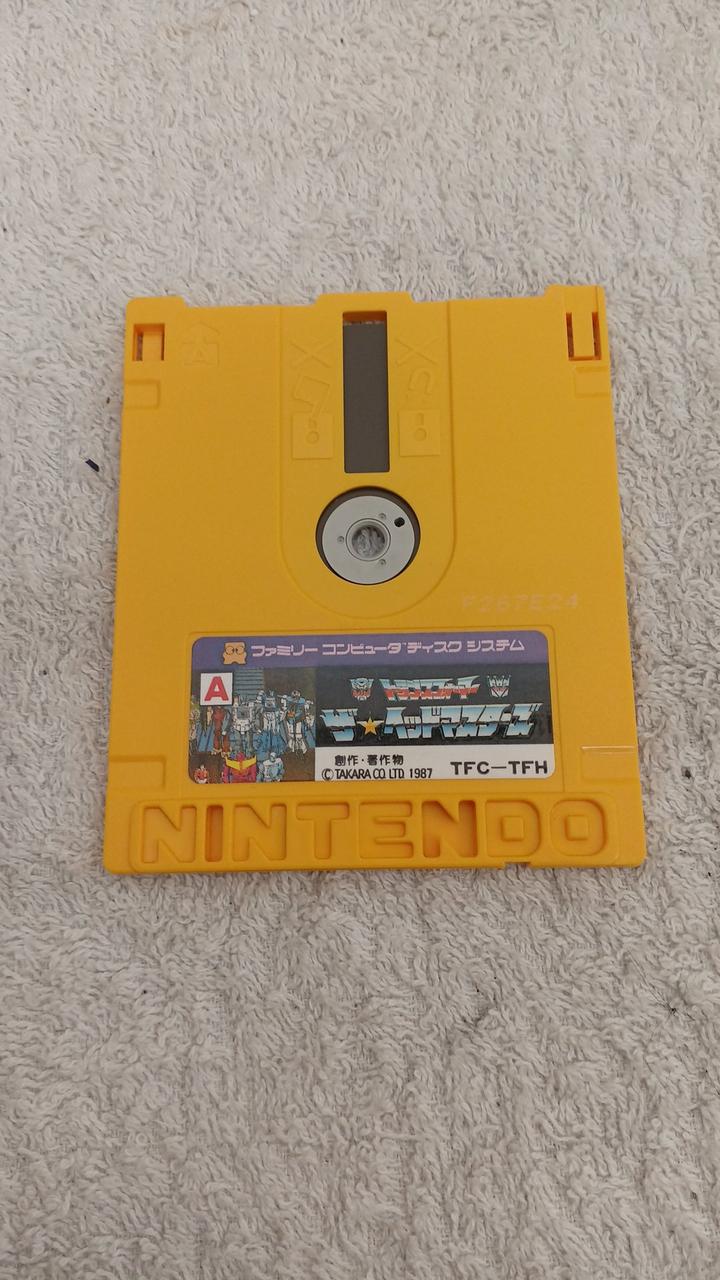 A
F267E24
ファミリー コンピュータ™ ディスク システム
A
トランスフォーマー
ザ★ヘッドマスターズ
創作・著作物
©TAKARA CO. LTD. 1987
TFC-TFH
NINTENDO